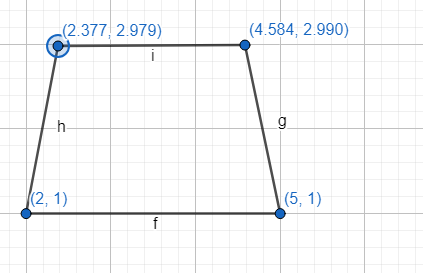 (2.377, 2.979)
(4.584, 2.990)
i
h
g
(2, 1)
(5, 1)
f